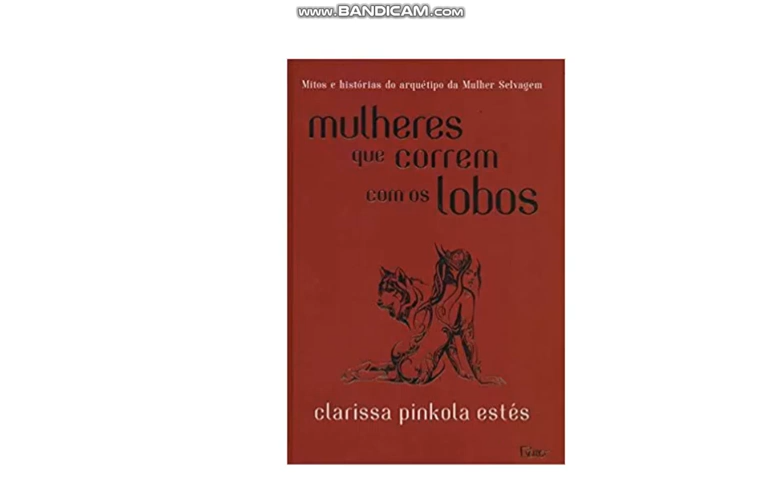 www.BANDICAM.com
Mitos e histórias do arquétipo da Mulher Selvagem
mulheres
que correm
com os lobos
clarissa pinkola estés